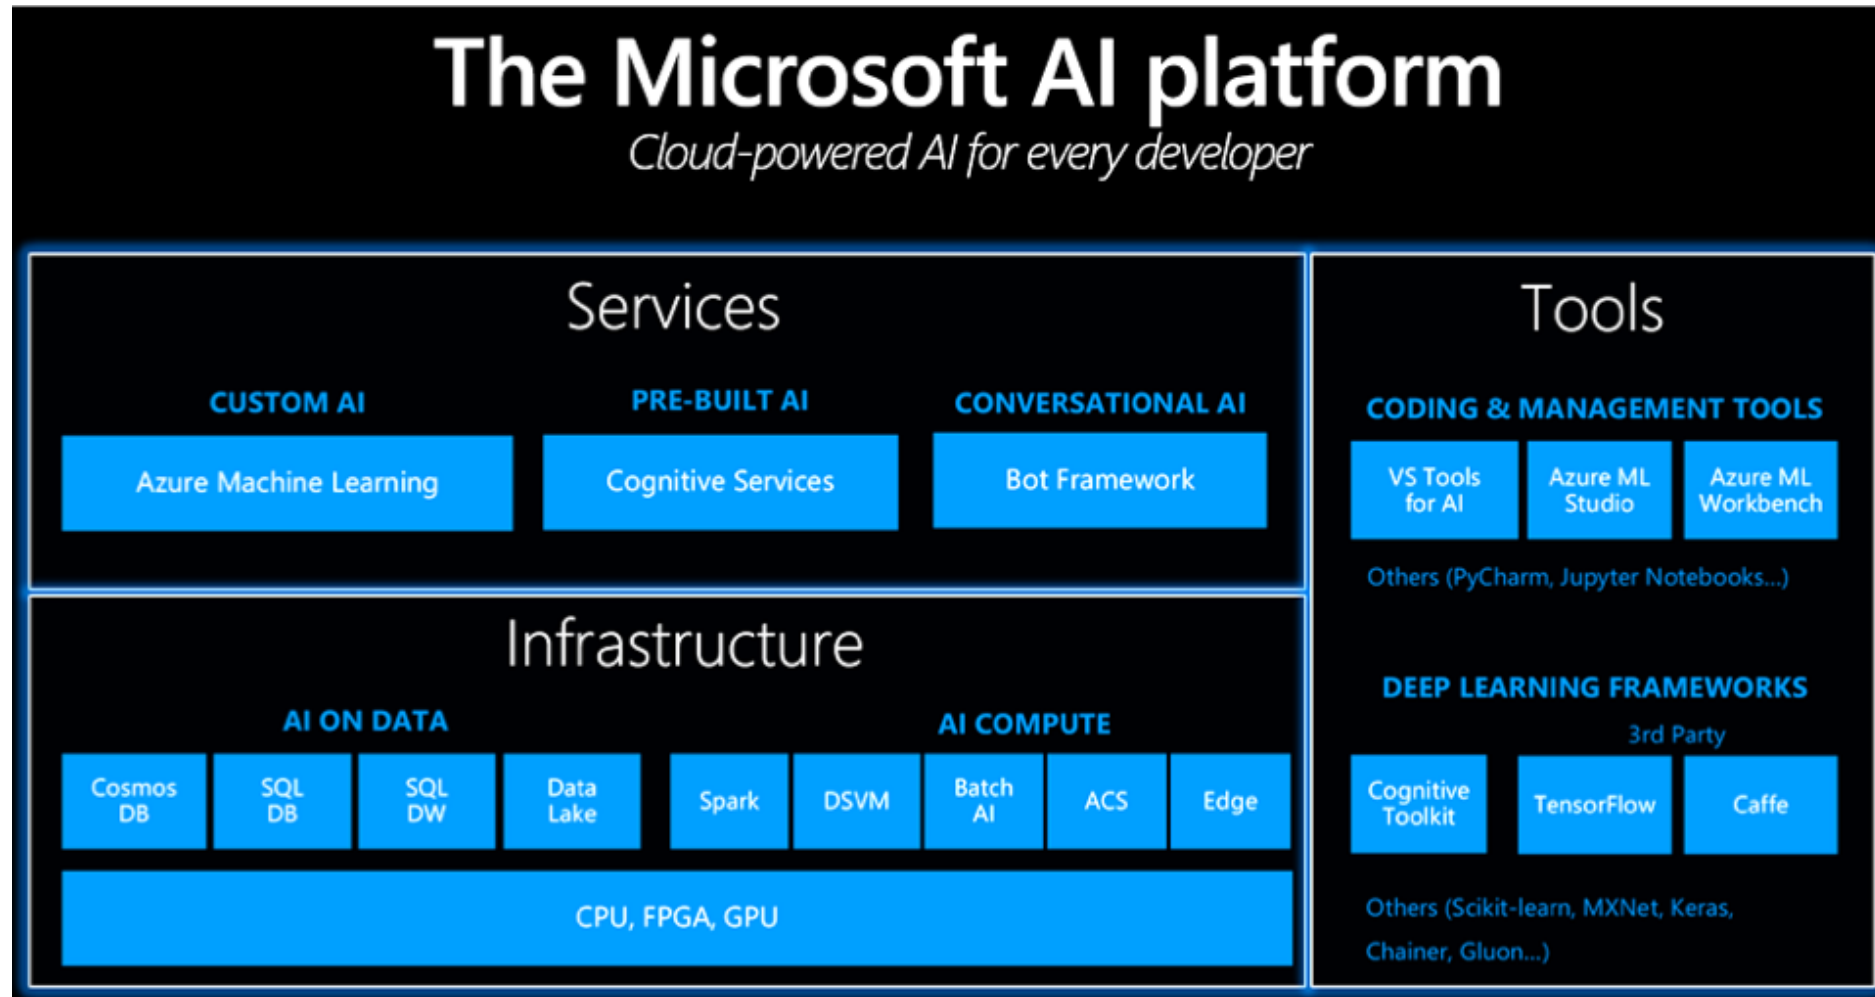 The Microsoft AI platform
Cloud-powered AI for every developer
Services
CUSTOM AI
PRE-BUILT AI
CONVERSATIONAL AI
Azure Machine Learning
Cognitive Services
Bot Framework
Infrastructure
AI ON DATA
AI COMPUTE
Cosmos
DB
SQL
DB
SQL
DW
Data
Lake
Spark
DSVM
Batch
AI
ACS
Edge
CPU, FPGA, GPU
Tools
CODING & MANAGEMENT TOOLS
VS Tools
for AI
Azure ML
Studio
Azure ML
Workbench
Others (PyCharm, Jupyter Notebooks...)
DEEP LEARNING FRAMEWORKS
3rd Party
Cognitive
Toolkit
TensorFlow
Caffe
Others (Scikit-learn, MXNet, Keras,
Chainer, Gluon...)